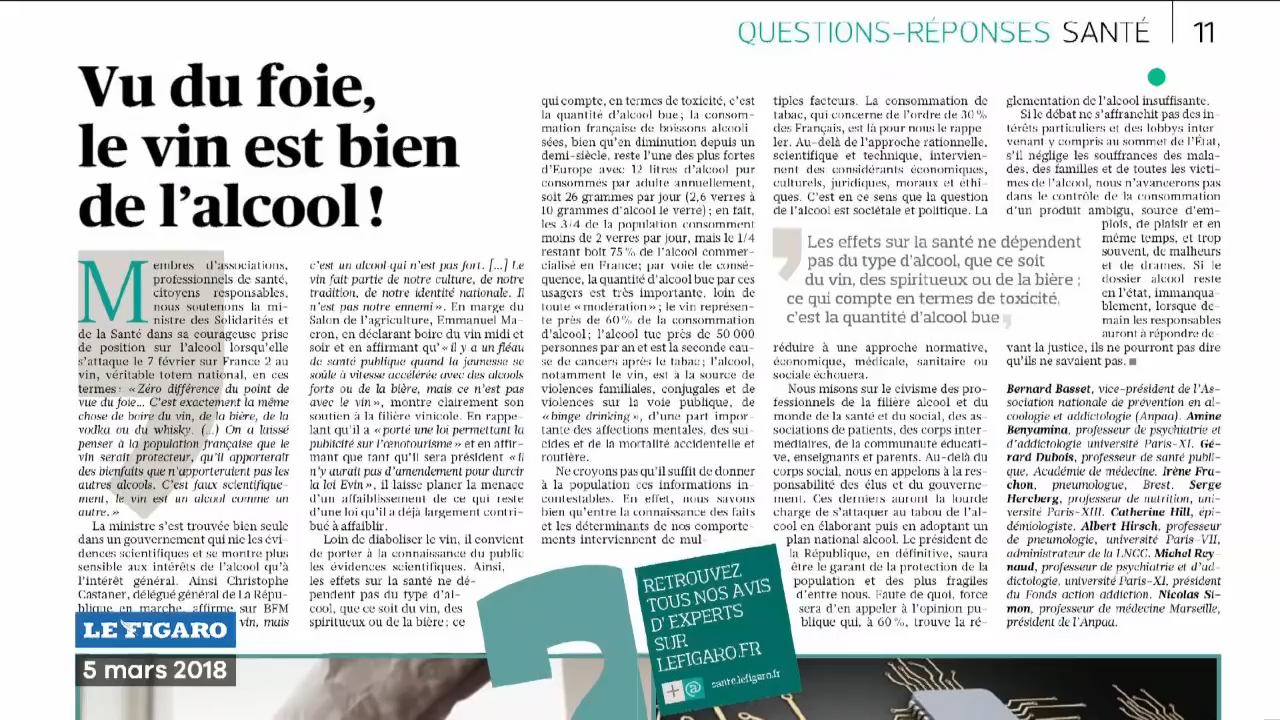 QUESTIONS-RÉPONSES SANTÉ 11
Vu du foie,
le vin est bien
de l'alcool !
Membres d'associations,
professionnels de santé,
citoyens responsables,
nous soutenons la mi-
nistre des Solidarités et
de la Santé dans sa courageuse prise
de position sur l'alcool lorsqu'elle
s'attaque le 7 février sur France 2 au
vin, véritable totem national, en ces
termes : « Zéro différence du point de
vue du foie... C'est exactement la même
chose de boire du vin, de la bière, de la
vodka ou du whisky. (...) On a laissé
penser à la population française que le
vin serait protecteur, qu'il apporterait
des bienfaits que n'apporteraient pas les
autres alcools. C'est faux scientifique-
ment, le vin est un alcool comme un
autre. »
La ministre s'est trouvée bien seule
dans un gouvernement qui nie les évi-
dences scientifiques et se montre plus
sensible aux intérêts de l'alcool qu'à
l'intérêt général. Ainsi Christophe
Castaner, délégué général de La Répu-
blique en marche, affirme sur BFM
vin, mais
c'est un alcool qui n'est pas fort. [...] Le
vin fait partie de notre culture, de notre
tradition, de notre identité nationale. Il
n'est pas notre ennemi ». En marge du
Salon de l'agriculture, Emmanuel Ma-
cron, en déclarant boire du vin midi et
soir et en affirmant qu'« il y a un fléau
de santé publique quand la jeunesse se
soûle à vitesse accélérée avec des alcools
forts ou de la bière, mais ce n'est pas
avec le vin », montre clairement son
soutien à la filière vinicole. En rappe-
lant qu'il a « porté une loi permettant la
publicité sur l'œnotourisme » et en affir-
mant que tant qu'il sera président « il
n'y aurait pas d'amendement pour durcir
la loi Evin », il laisse planer la menace
d'un affaiblissement de ce qui reste
d'une loi qu'il a déjà largement contri-
bué à affaiblir.
Loin de diaboliser le vin, il convient
de porter à la connaissance du public
les évidences scientifiques. Ainsi,
les effets sur la santé ne dé-
pendent pas du type d'al-
cool, que ce soit du vin, des
spiritueux ou de la bière : ce
qui compte, en termes de toxicité, c'est
la quantité d'alcool bue ; la consom-
mation française de boissons alcooli-
sées, bien qu'en diminution depuis un
demi-siècle, reste l'une des plus fortes
d'Europe avec 12 litres d'alcool pur
consommés par adulte annuellement,
soit 26 grammes par jour (2,6 verres à
10 grammes d'alcool le verre) ; en fait,
les 3/4 de la population consomment
moins de 2 verres par jour, mais le 1/4
restant boit 75 % de l'alcool commer-
cialisé en France ; par voie de consé-
quence, la quantité d'alcool bue par ces
usagers est très importante, loin de
toute « modération » ; le vin représen-
te près de 60 % de la consommation
d'alcool ; l'alcool tue près de 50 000
personnes par an et est la seconde cau-
se de cancers après le tabac ; l'alcool,
notamment le vin, est à la source de
violences familiales, conjugales et de
violences sur la voie publique, de
« binge drinking », d'une part impor-
tante des affections mentales, des sui-
cides et de la mortalité accidentelle et
routière.
Ne croyons pas qu'il suffit de donner
à la population ces informations in-
contestables. En effet, nous savons
bien qu'entre la connaissance des faits
et les déterminants de nos comporte-
ments interviennent de mul-
tiples facteurs. La consommation de
tabac, qui concerne de l'ordre de 30 %
des Français, est là pour nous le rappe-
ler. Au-delà de l'approche rationnelle,
scientifique et technique, intervien-
nent des considérants économiques,
culturels, juridiques, moraux et éthi-
ques. C'est en ce sens que la question
de l'alcool est sociétale et politique. La
Les effets sur la santé ne dépendent
pas du type d'alcool, que ce soit
du vin, des spiritueux ou de la bière ;
ce qui compte en termes de toxicité,
c'est la quantité d'alcool bue
réduire à une approche normative,
économique, médicale, sanitaire ou
sociale échouera.
Nous misons sur le civisme des pro-
fessionnels de la filière alcool et du
monde de la santé et du social, des as-
sociations de patients, des corps inter-
médiaires, de la communauté éducati-
ve, enseignants et parents. Au-delà du
corps social, nous en appelons à la res-
ponsabilité des élus et du gouverne-
ment. Ces derniers auront la lourde
charge de s'attaquer au tabou de l'al-
cool en élaborant puis en adoptant un
plan national alcool. Le président de
la République, en définitive, saura
être le garant de la protection de la
population et des plus fragiles
d'entre nous. Faute de quoi, force
sera d'en appeler à l'opinion pu-
blique qui, à 60 %, trouve la ré-
glementation de l'alcool insuffisante.
Si le débat ne s'affranchit pas des in-
térêts particuliers et des lobbys inter-
venant y compris au sommet de l'État,
s'il néglige les souffrances des mala-
des, des familles et de toutes les victi-
mes de l'alcool, nous n'avancerons pas
dans le contrôle de la consommation
d'un produit ambigu, source d'em-
plois, de plaisir et en
même temps, et trop
souvent, de malheurs
et de drames. Si le
dossier alcool reste
en l'état, immanqua-
blement, lorsque de-
main les responsables
auront à répondre de-
vant la justice, ils ne pourront pas dire
qu'ils ne savaient pas.
Bernard Basset, vice-président de l'As-
sociation nationale de prévention en al-
coologie et addictologie (Anpaa). Amine
Benyamina, professeur de psychiatrie et
d'addictologie université Paris-XI. Gé-
rard Dubois, professeur de santé publi-
que, Académie de médecine. Irène Fra-
chon, pneumologue, Brest. Serge
Hercberg, professeur de nutrition, uni-
versité Paris-XIII. Catherine Hill, épi-
démiologiste. Albert Hirsch, professeur
de pneumologie, université Paris-VII,
administrateur de la LNCC. Michel Rey-
naud, professeur de psychiatrie et d'ad-
dictologie, université Paris-XI, président
du Fonds action addiction. Nicolas Si-
mon, professeur de médecine Marseille,
président de l'Anpaa.
RETROUVEZ
TOUS NOS AVIS
D'EXPERTS
SUR
LEFIGARO.FR
sante.lefigaro.fr
LE FIGARO
5 mars 2018